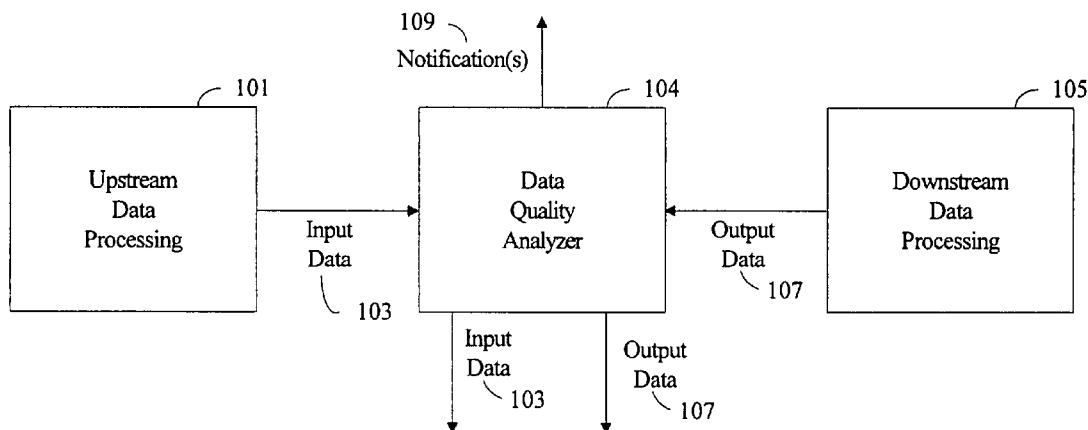 109
Notification(s)
101
104
105
Upstream
Data
Processing
Data
Quality
Analyzer
Downstream
Data
Processing
Input
Data
103
Output
Data
107
Input
Data
103
Output
Data
107